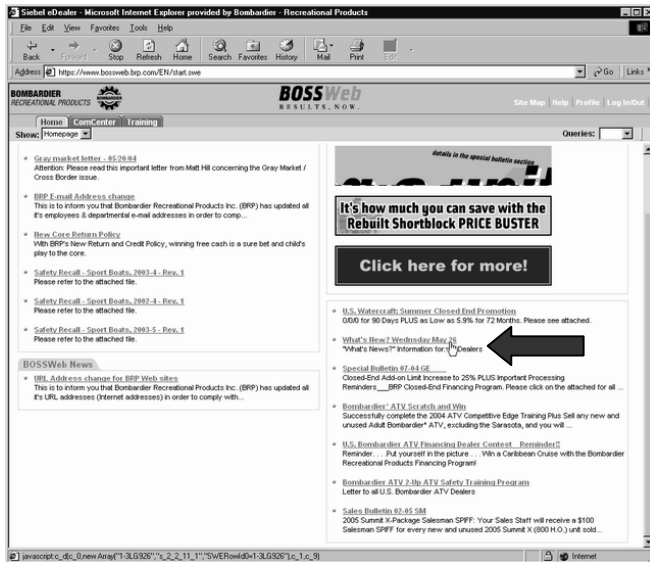 Siebel eDealer - Microsoft Internet Explorer provided by Bombardier - Recreational Products
File Edit View Favorites Tools Help
Back Forward Stop Refresh Home Search Favorites History Mail Print Edit
Address https://www.bossweb.brp.com/EN/start.swe Go Links
BOMBARDIER
RECREATIONAL PRODUCTS
BOSSWeb
RESULTS. NOW.
Site Map | Help | Profile | Log In/Out
Home ComCenter Training
Show: Homepage Queries:
Gray market letter - 05/20/04
Attention: Please read this important letter from Matt Hill concerning the Gray Market /
Cross Border issue.
BRP E-mail Address change
This is to inform you that Bombardier Recreational Products Inc. (BRP) has updated all
it's employees & departmental e-mail addresses in order to comp...
New Core Return Policy
With BRP's New Return and Credit Policy, winning free cash is a sure bet and child's
play to the core.
Safety Recall - Sport Boats, 2003-4 - Rev. 1
Please refer to the attached file.
Safety Recall - Sport Boats, 2002-4 - Rev. 1
Please refer to the attached file.
Safety Recall - Sport Boats, 2003-5 - Rev. 1
Please refer to the attached file.
BOSSWeb News
URL Address change for BRP Web sites
This is to inform you that Bombardier Recreational Products Inc. (BRP) has updated all
it's URL addresses (Internet addresses) in order to comply with...
details in the special bulletin section
It's how much you can save with the
Rebuilt Shortblock PRICE BUSTER
Click here for more!
U.S. Watercraft: Summer Closed End Promotion
0/0/0 for 90 Days PLUS as Low as 5.9% for 72 Months. Please see attached.
What's New? Wednesday May 26
"What's News?" Information for Dealers
Special Bulletin 07-04 GE____
Closed-End Add-on Limit Increase to 25% PLUS Important Processing
Reminders___BRP Closed-End Financing Program. Please click on the attached for all ...
Bombardier* ATV Scratch and Win
Successfully complete the 2004 ATV Competitive Edge Training Plus Sell any new and
unused Adult Bombardier* ATV, excluding the Sarasota, and you will ...
U.S. Bombardier ATV Financing Dealer Contest__Reminder!!
Reminder. . . .Put yourself in the picture . . . .Win a Caribbean Cruise with the Bombardier
Recreational Products Financing Program!
Bombardier ATV 2-Up ATV Safety Training Program
Letter to all U.S. Bombardier ATV Dealers
Sales Bulletin 02-05 SM
2005 Summit X-Package Salesman SPIFF: Your Sales Staff will receive a $100
Salesman SPIFF for every new and unused 2005 Summit X (800 H.O.) unit sold...
javascript:c_d(c_0,new Array("1-3LG926","s_2_2_11_1","SWERowId0=1-3LG926"),c_1,c_9) Internet